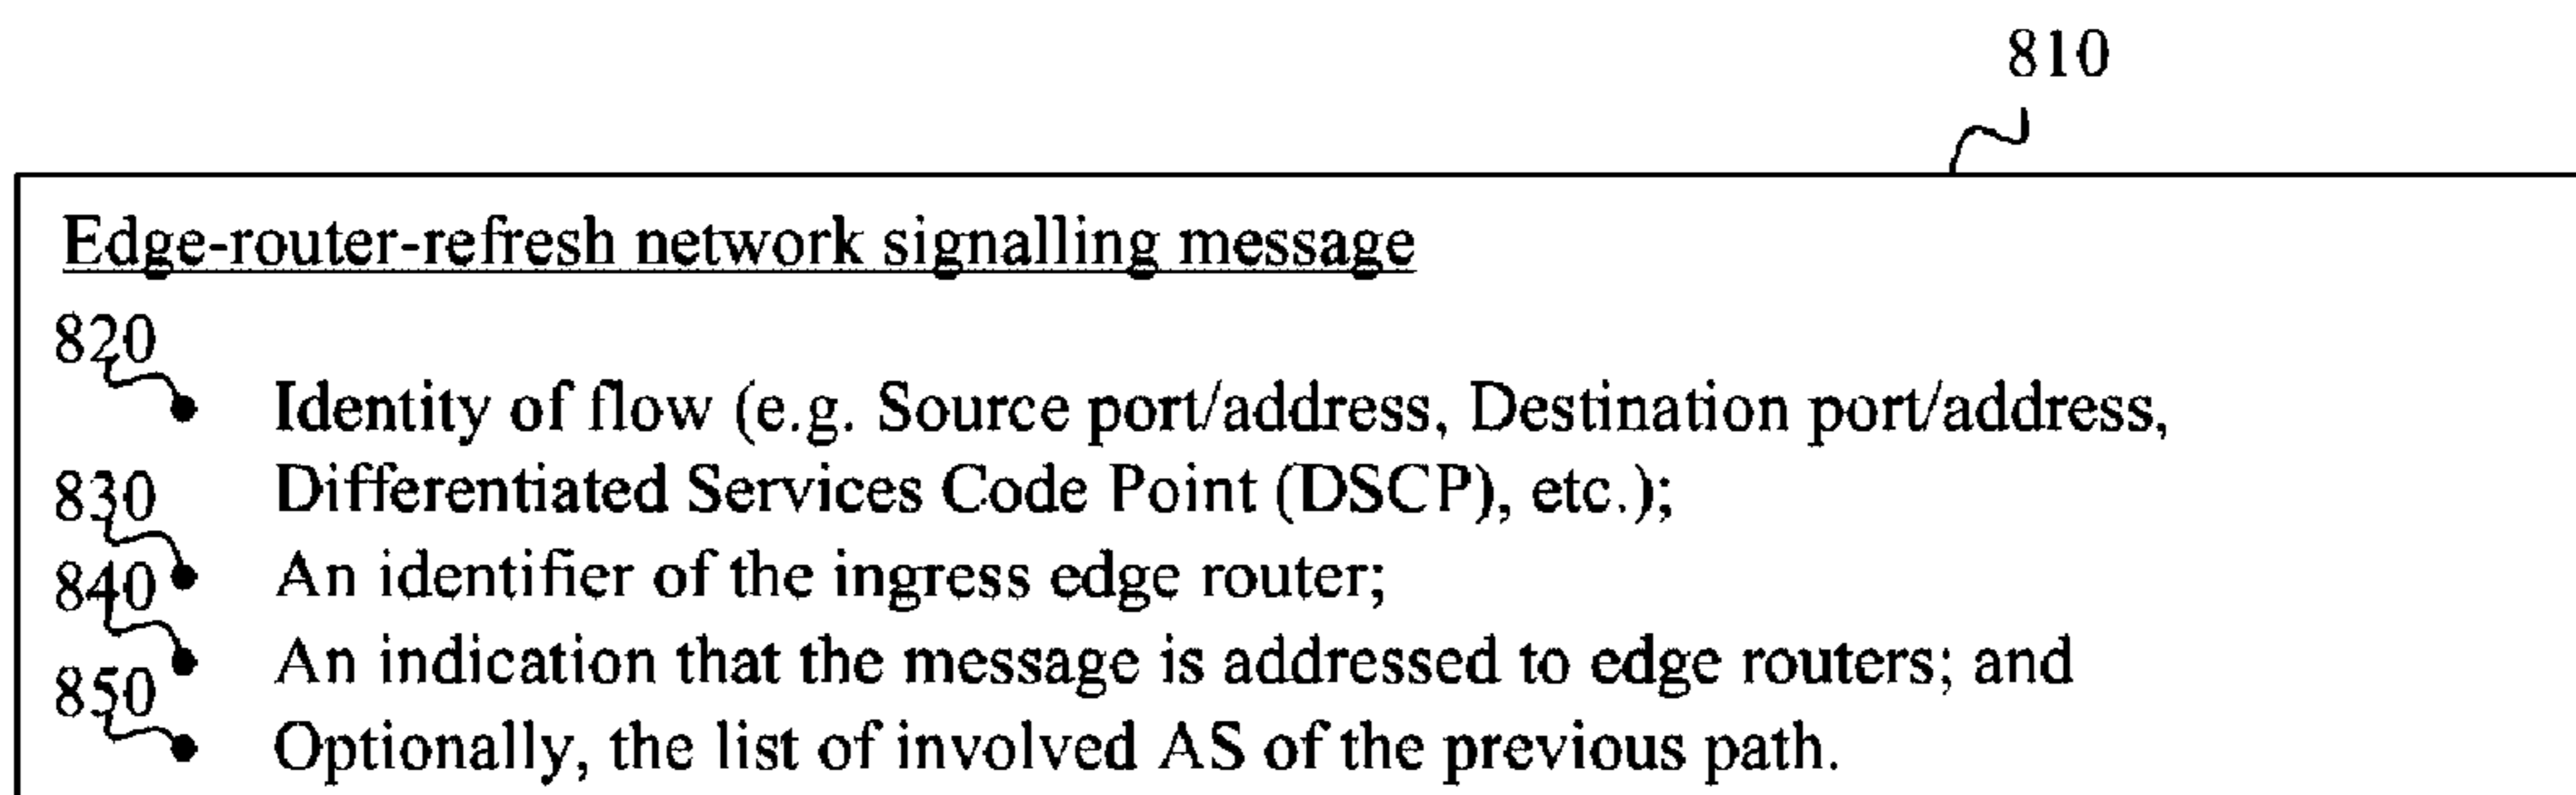 810
Edge-router-refresh network signalling message
820
Identity of flow (e.g. Source port/address, Destination port/address,
830
Differentiated Services Code Point (DSCP), etc.);
An identifier of the ingress edge router;
840
An indication that the message is addressed to edge routers; and
850
Optionally, the list of involved AS of the previous path.